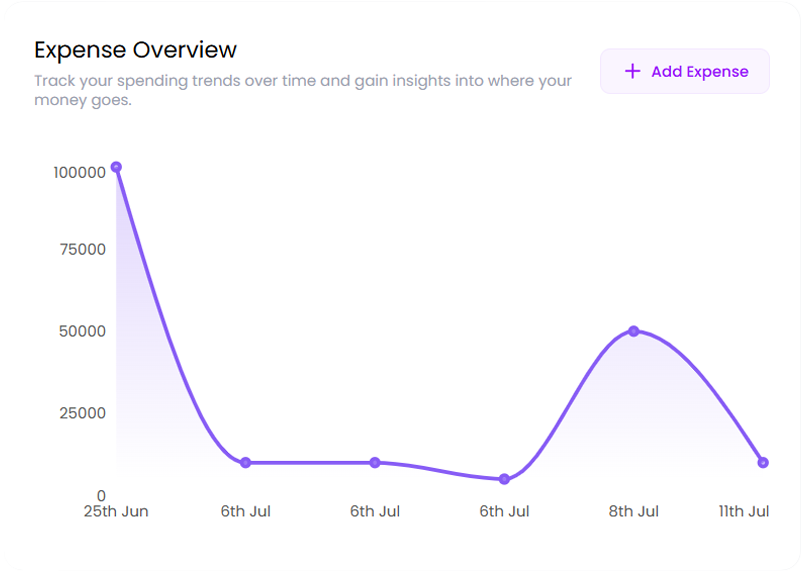 Expense Overview
Track your spending trends over time and gain insights into where your
money goes.
Add Expense
100000
75000
50000
25000
0
25th Jun
6th Jul
6th Jul
6th Jul
8th Jul
11th Jul